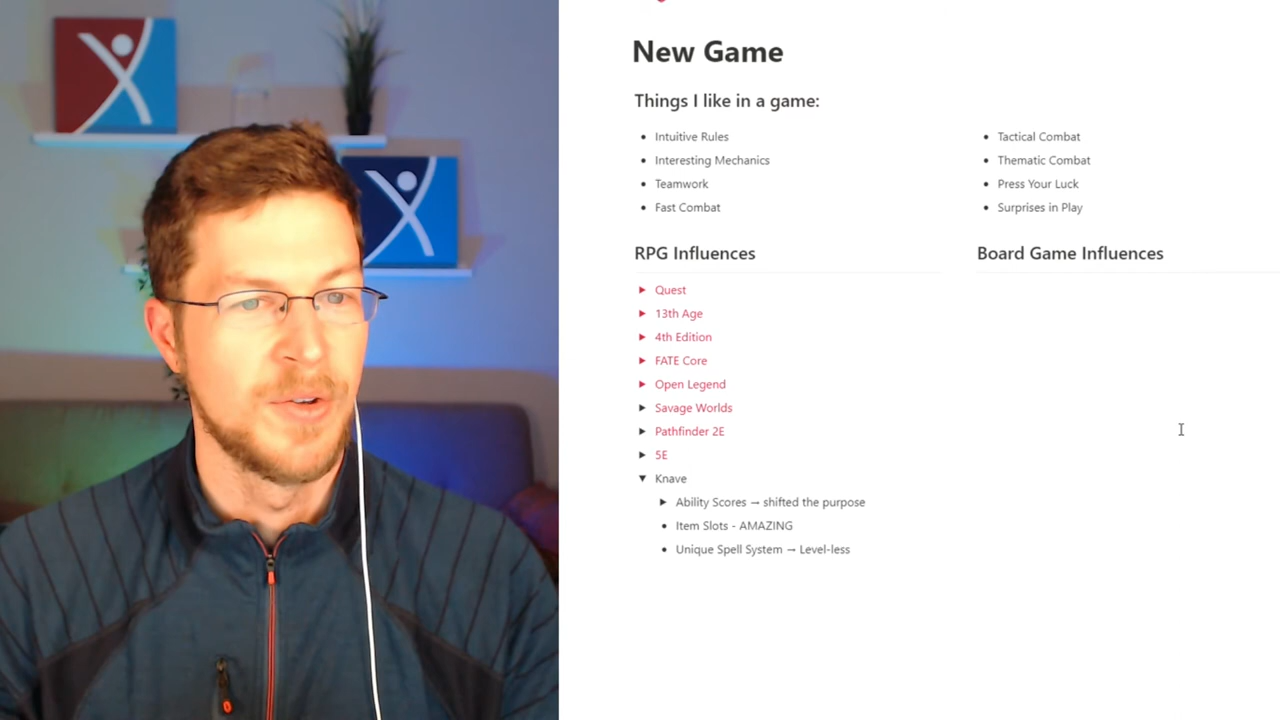 New Game
Things I like in a game:
Intuitive Rules
Interesting Mechanics
Teamwork
Fast Combat
Tactical Combat
Thematic Combat
Press Your Luck
Surprises in Play
RPG Influences
Quest
13th Age
4th Edition
FATE Core
Open Legend
Savage Worlds
Pathfinder 2E
5E
Knave
Ability Scores → shifted the purpose
Item Slots - AMAZING
Unique Spell System → Level-less
Board Game Influences